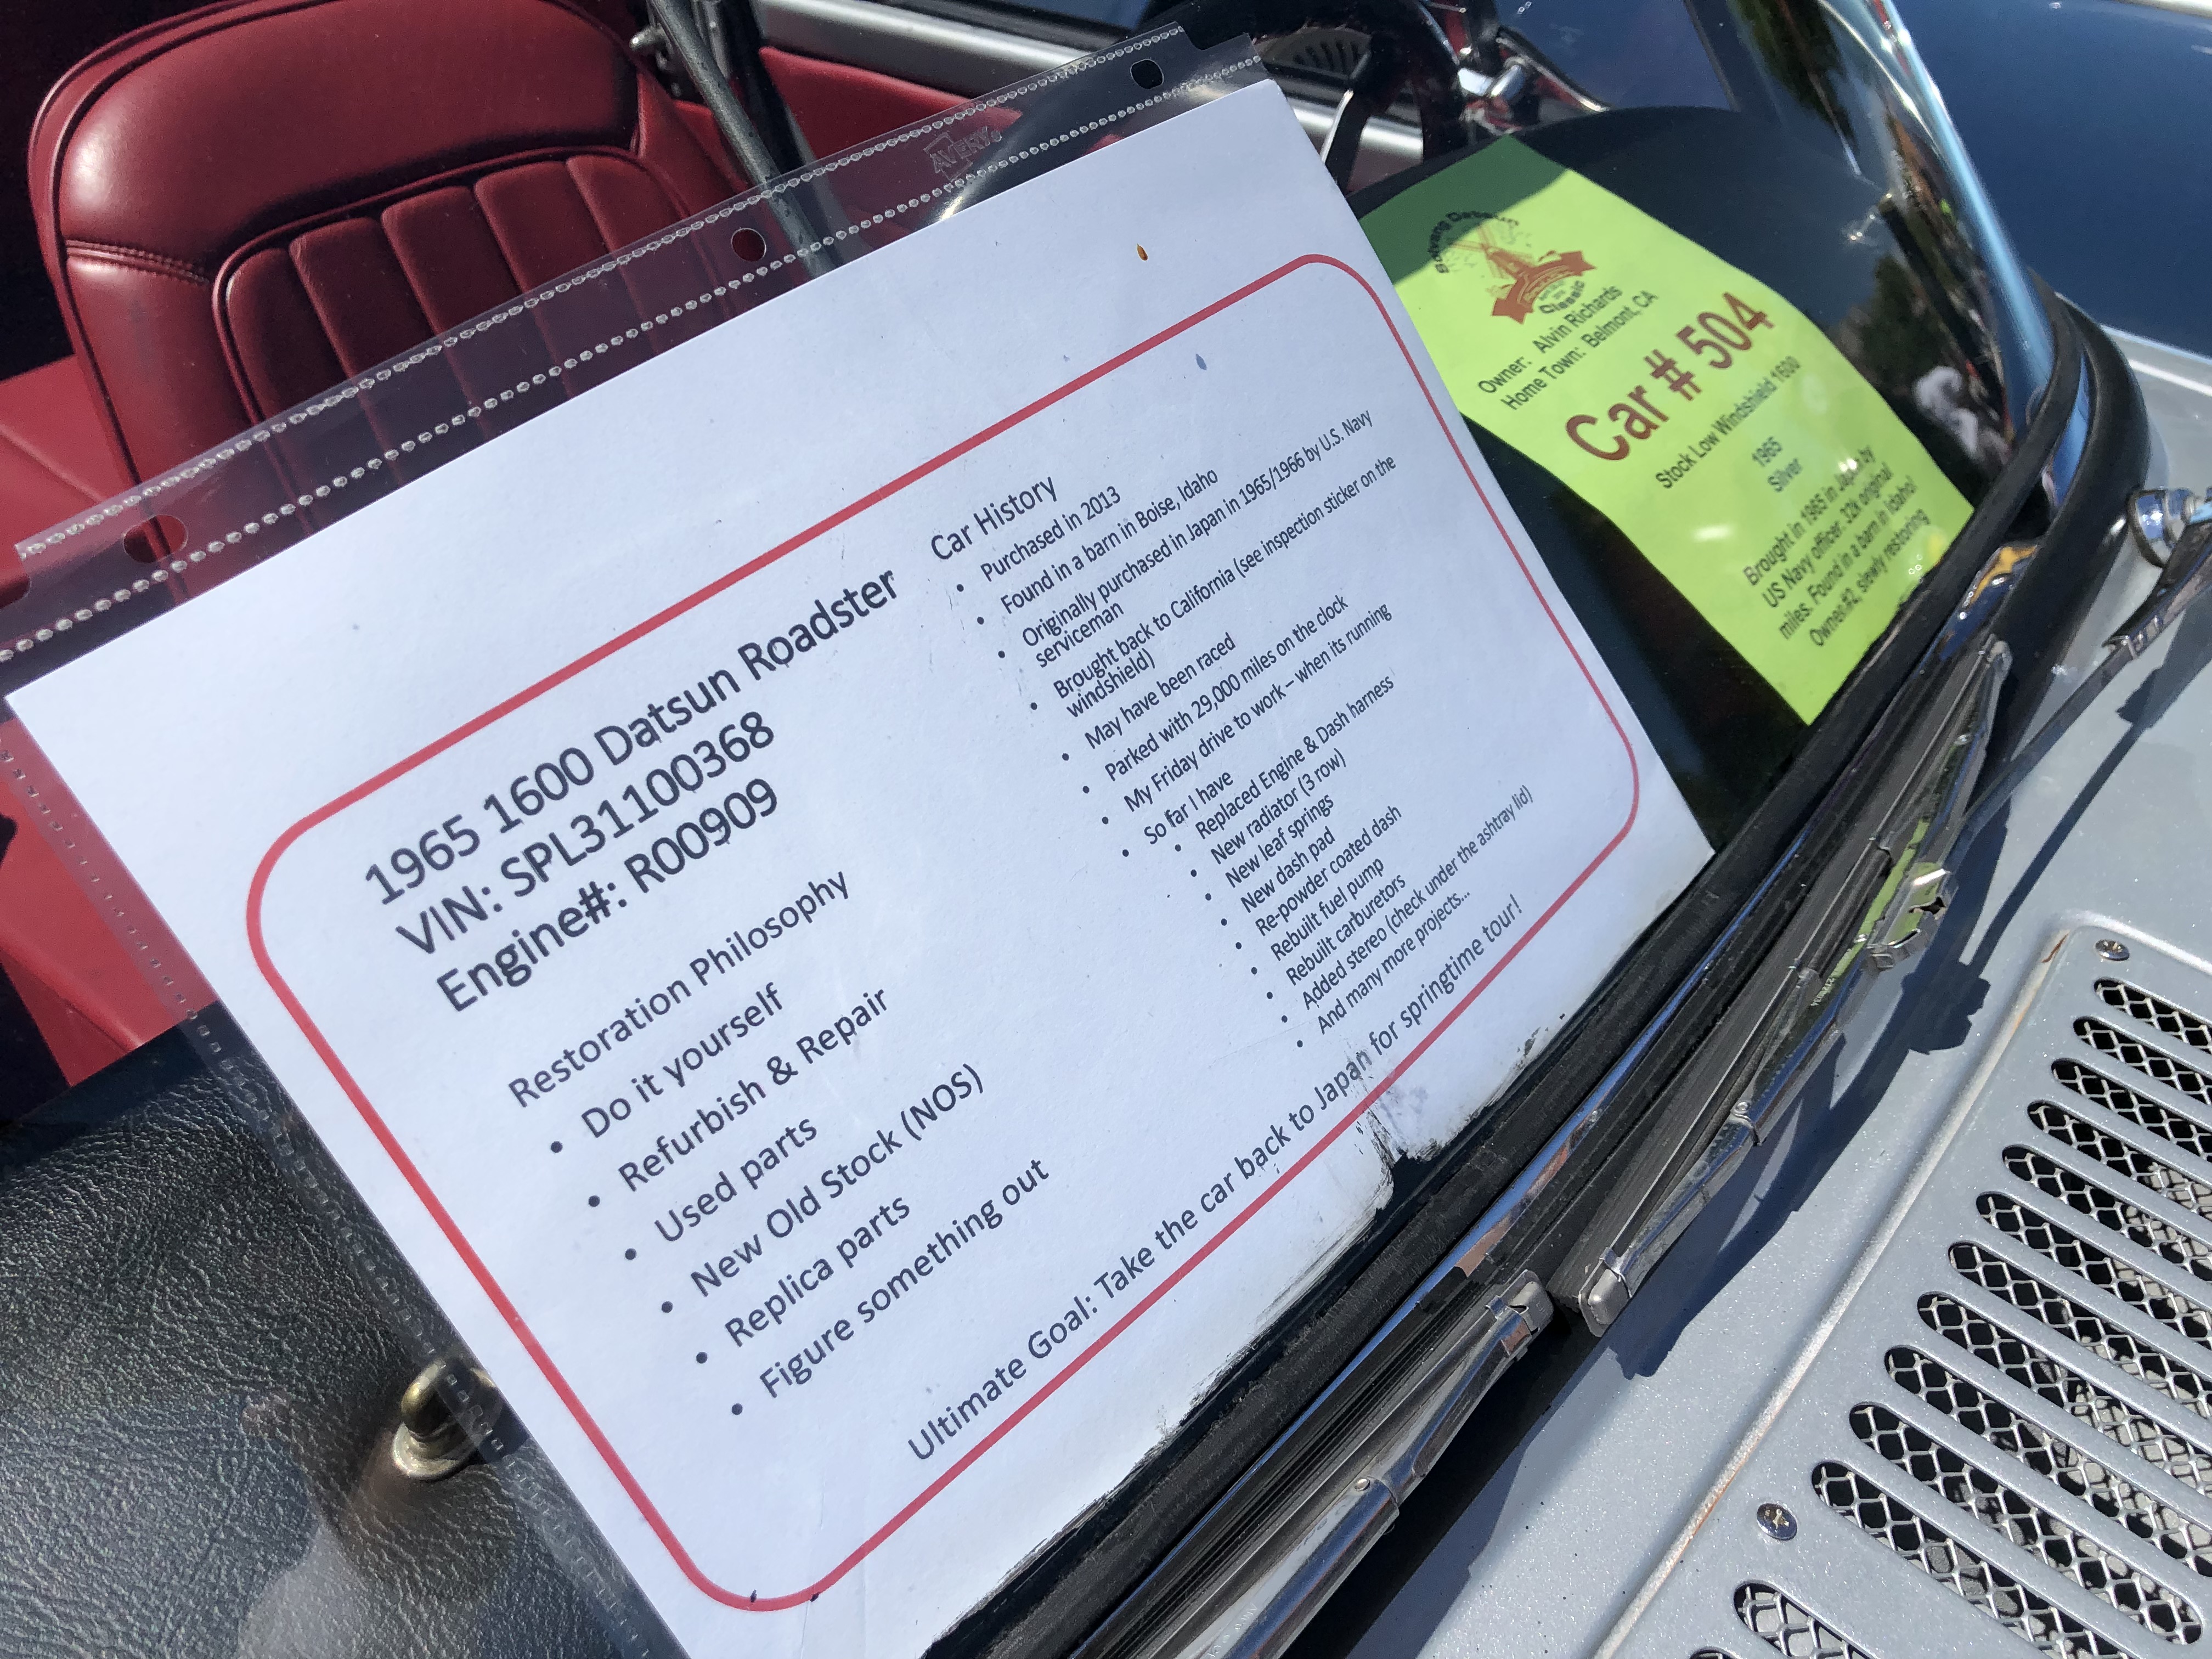 AVERY
1965 1600 Datsun Roadster
VIN: SPL31100368
Engine#: R00909
Restoration Philosophy
• Do it yourself
• Refurbish & Repair
• Used parts
• New Old Stock (NOS)
• Replica parts
• Figure something out
Car History
• Purchased in 2013
• Found in a barn in Boise, Idaho
• Originally purchased in Japan in 1965/1966 by U.S. Navy
serviceman
• Brought back to California (see inspection sticker on the
windshield)
• May have been raced
• Parked with 29,000 miles on the clock
• My Friday drive to work – when its running
• So far I have
• Replaced Engine & Dash harness
• New radiator (3 row)
• New leaf springs
• New dash pad
• Re-powder coated dash
• Rebuilt fuel pump
• Rebuilt carburetors
• Added stereo (check under the ashtray lid)
• And many more projects...
Ultimate Goal: Take the car back to Japan for springtime tour!
Solvang Datsun
Classic
Owner: Alvin Richards
Home Town: Belmont, CA
Car # 504
Stock Low Windshield 1600
1965
Silver
Brought in 1965 in Japan by
US Navy officer. 32k original
miles. Found in a barn in Idaho!
Owner #2, slowly restoring